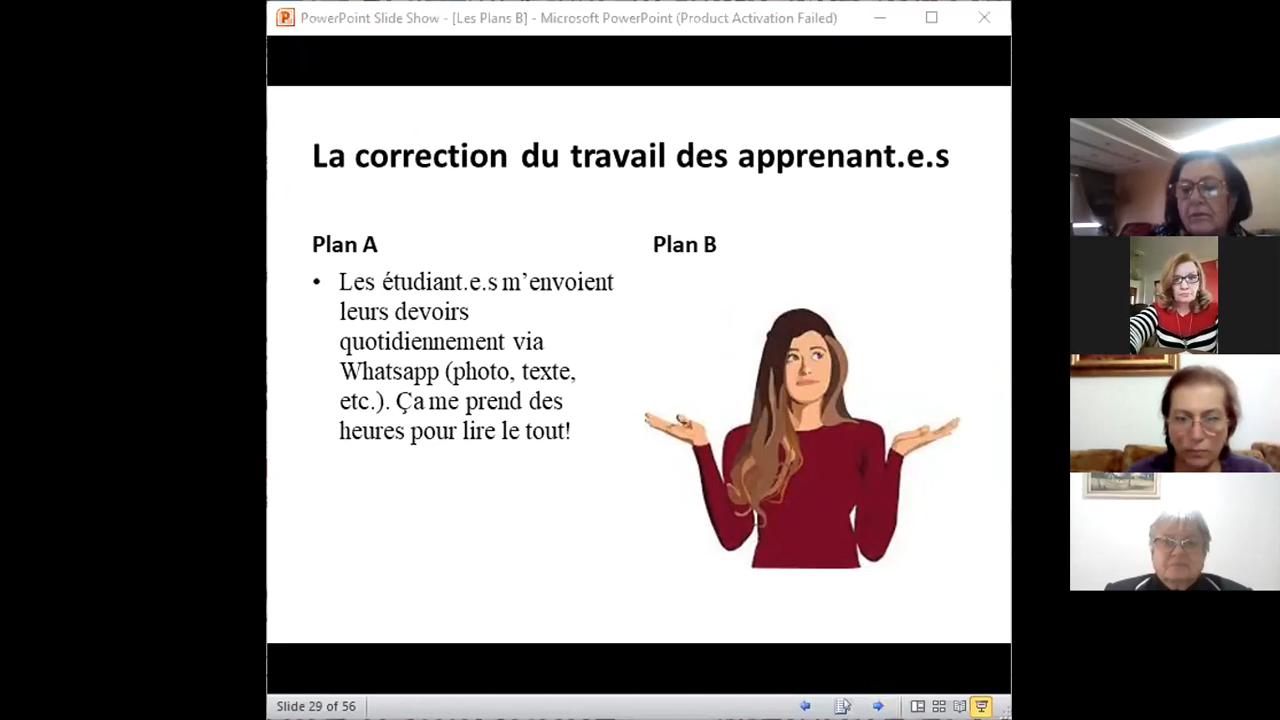 PowerPoint Slide Show - [Les Plans B] - Microsoft PowerPoint (Product Activation Failed)
La correction du travail des apprenant.e.s
Plan A
• Les étudiant.e.s m’envoient
leurs devoirs
quotidiennement via
Whatsapp (photo, texte,
etc.). Ça me prend des
heures pour lire le tout!
Plan B
Slide 29 of 56